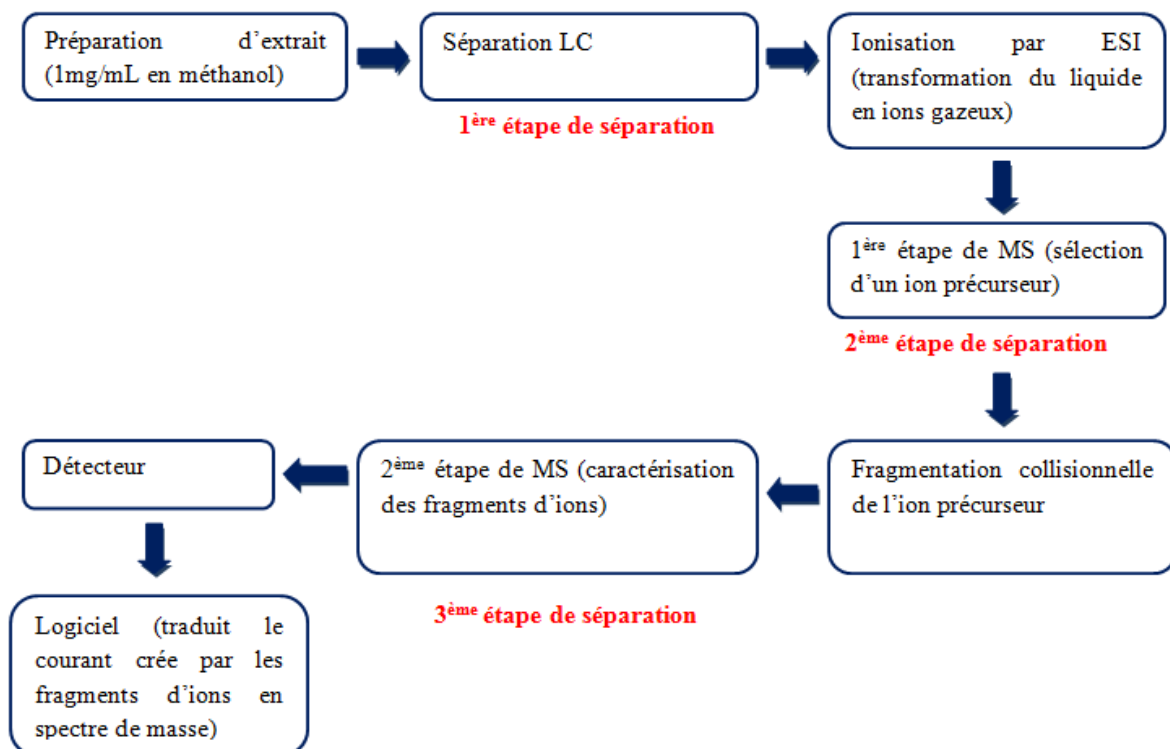 Préparation d’extrait
(1mg/mL en méthanol)
Séparation LC
1ère étape de séparation
Ionisation par ESI
(transformation du liquide
en ions gazeux)
1ère étape de MS (sélection
d’un ion précurseur)
2ème étape de séparation
Fragmentation collisionnelle
de l’ion précurseur
2ème étape de MS (caractérisation
des fragments d’ions)
3ème étape de séparation
Détecteur
Logiciel (traduit le
courant crée par les
fragments d’ions en
spectre de masse)